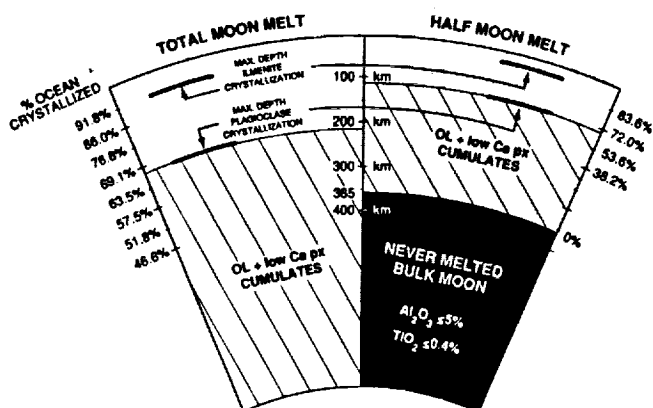 TOTAL MOON MELT
HALF MOON MELT
% OCEAN
CRYSTALLIZED
91.8%
86.0%
76.8%
69.1%
63.5%
57.5%
51.8%
46.6%
MAX. DEPTH
ILMENITE
CRYSTALLIZATION
MAX. DEPTH
PLAGIOCLASE
CRYSTALLIZATION
100 km
200 km
300 km
365
400 km
83.6%
72.0%
53.6%
38.2%
0%
OL + low Ca px
CUMULATES
OL + low Ca px
CUMULATES
NEVER MELTED
BULK MOON
Al₂O₃ ≤5%
TiO₂ ≤0.4%